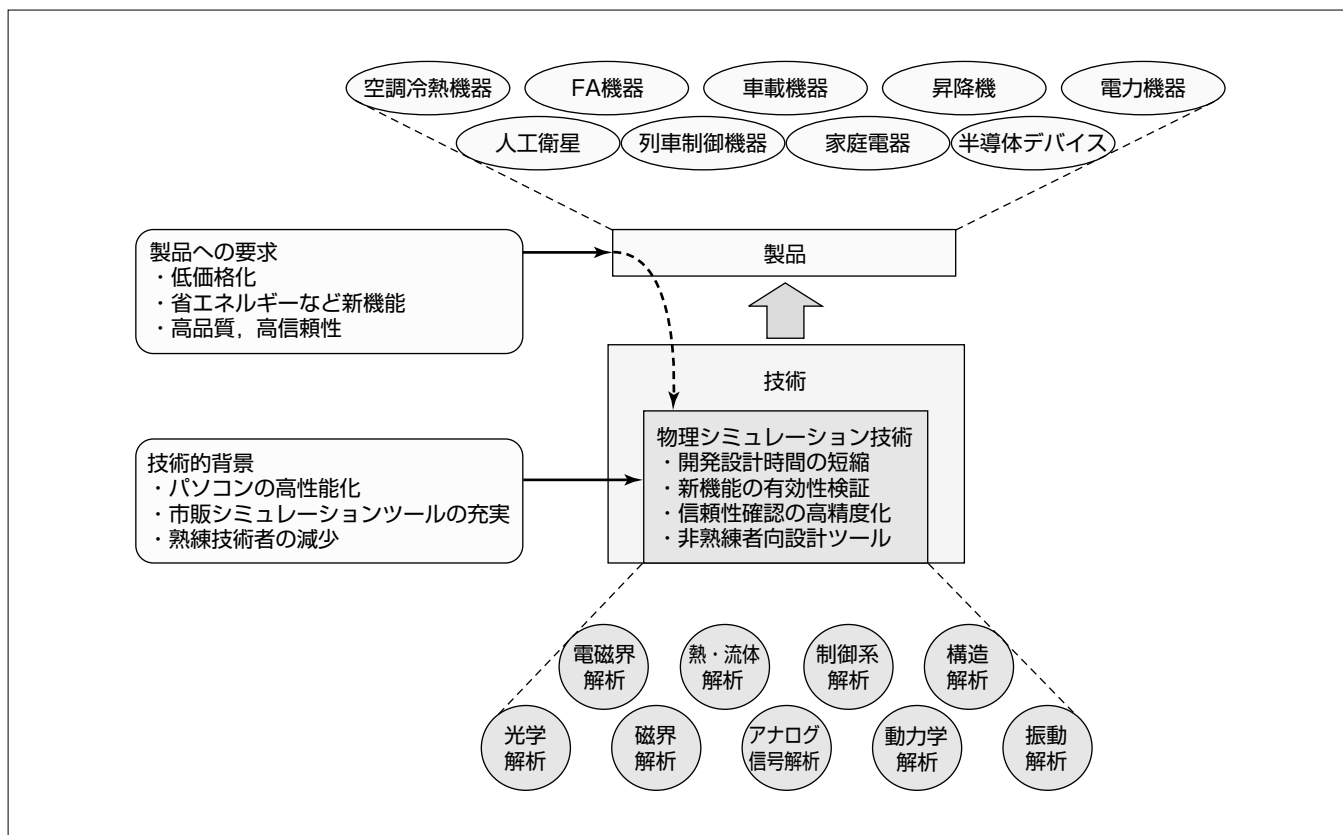 空調冷熱機器
FA機器
車載機器
昇降機
電力機器
人工衛星
列車制御機器
家庭電器
半導体デバイス
製品への要求
・低価格化
・省エネルギーなど新機能
・高品質，高信頼性
製品
技術
技術的背景
・パソコンの高性能化
・市販シミュレーションツールの充実
・熟練技術者の減少
物理シミュレーション技術
・開発設計時間の短縮
・新機能の有効性検証
・信頼性確認の高精度化
・非熟練者向設計ツール
電磁界
解析
熱・流体
解析
制御系
解析
構造
解析
光学
解析
磁界
解析
アナログ
信号解析
動力学
解析
振動
解析